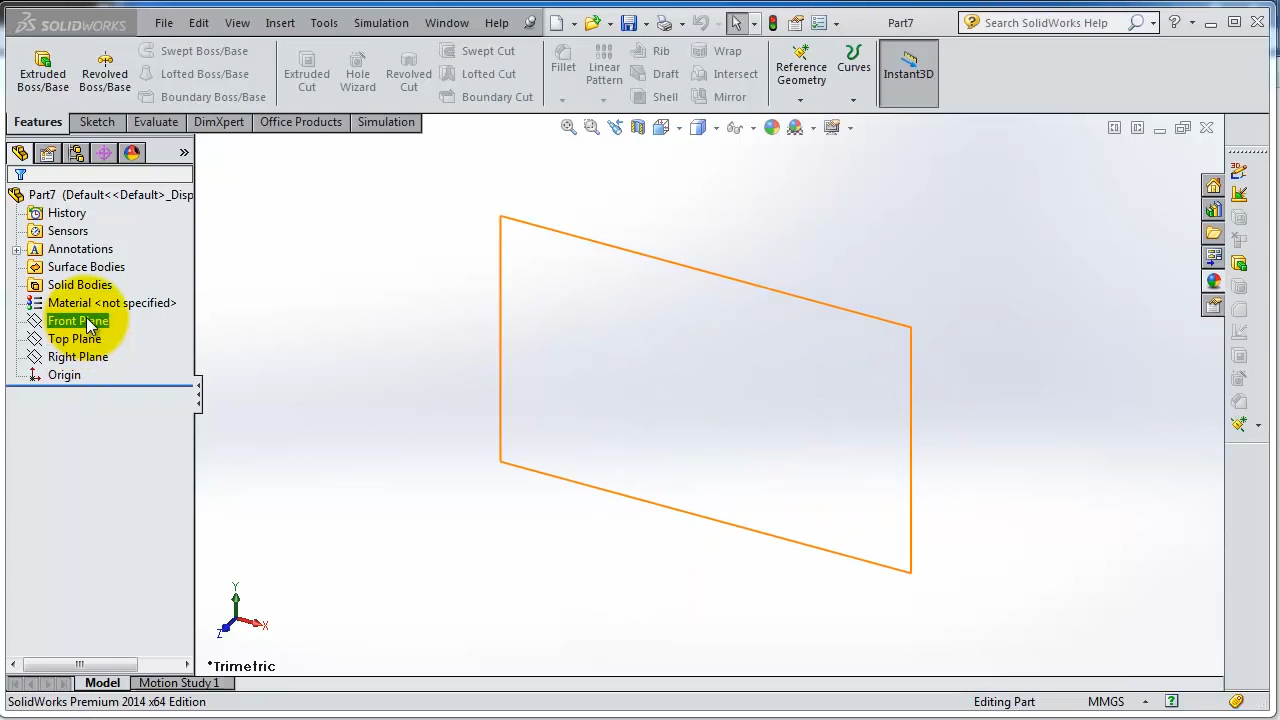 SOLIDWORKS File Edit View Insert Tools Simulation Window Help Part7 Search SolidWorks Help
Extruded Boss/Base
Revolved Boss/Base
Swept Boss/Base
Lofted Boss/Base
Boundary Boss/Base
Extruded Cut
Hole Wizard
Revolved Cut
Swept Cut
Lofted Cut
Boundary Cut
Fillet
Linear Pattern
Rib
Draft
Shell
Wrap
Intersect
Mirror
Reference Geometry
Curves
Instant3D
Features Sketch Evaluate DimXpert Office Products Simulation
Part7 (Default<<Default>_Disp
History
Sensors
Annotations
Surface Bodies
Solid Bodies
Material <not specified>
Front Plane
Top Plane
Right Plane
Origin
Y
X
Z
*Trimetric
Model Motion Study 1
SolidWorks Premium 2014 x64 Edition Editing Part MMGS